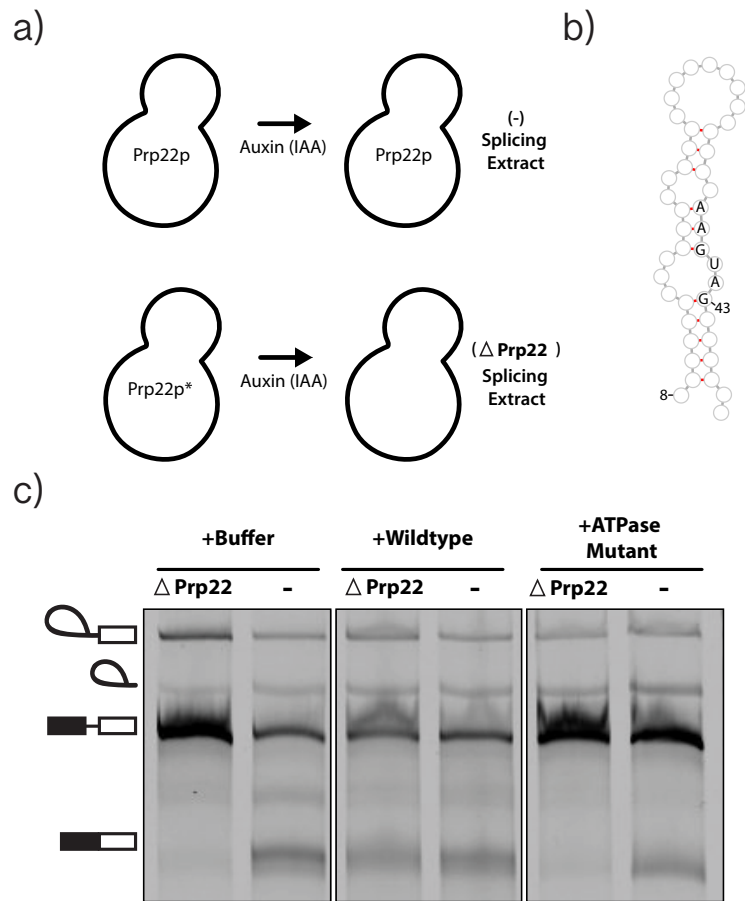 a)
Prp22p
Auxin (IAA)
Prp22p
(-)
Splicing
Extract
Prp22p*
Auxin (IAA)
(△ Prp22 )
Splicing
Extract
b)
A
A
G
U
A
G
43
8
c)
+Buffer
+Wildtype
+ATPase
Mutant
△ Prp22
-
△ Prp22
-
△ Prp22
-